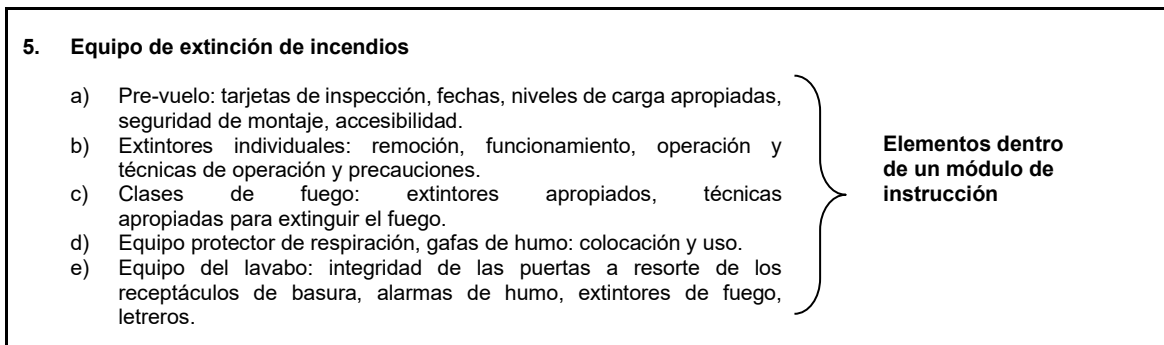 5. Equipo de extinción de incendios
a) Pre-vuelo: tarjetas de inspección, fechas, niveles de carga apropiadas,
seguridad de montaje, accesibilidad.
b) Extintores individuales: remoción, funcionamiento, operación y
técnicas de operación y precauciones.
c) Clases de fuego: extintores apropiados, técnicas
apropiadas para extinguir el fuego.
d) Equipo protector de respiración, gafas de humo: colocación y uso.
e) Equipo del lavabo: integridad de las puertas a resorte de los
receptáculos de basura, alarmas de humo, extintores de fuego,
letreros.
Elementos dentro
de un módulo de
instrucción